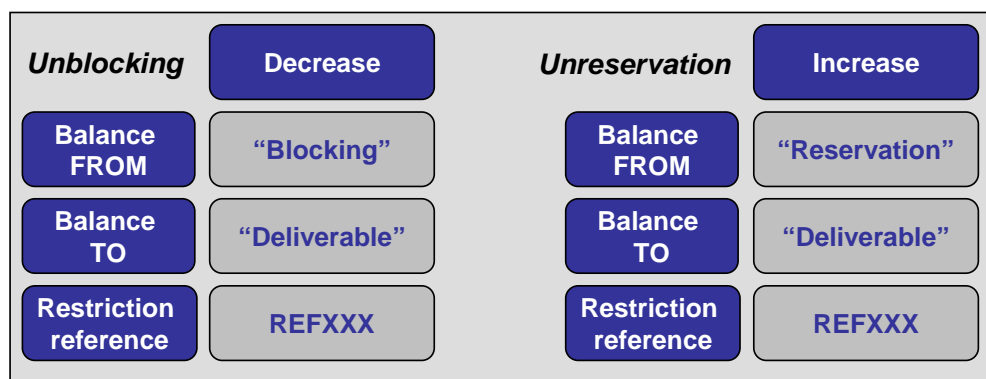 Unblocking Decrease
Balance FROM “Blocking”
Balance TO “Deliverable”
Restriction reference REFXXX
Unreservation Increase
Balance FROM “Reservation”
Balance TO “Deliverable”
Restriction reference REFXXX